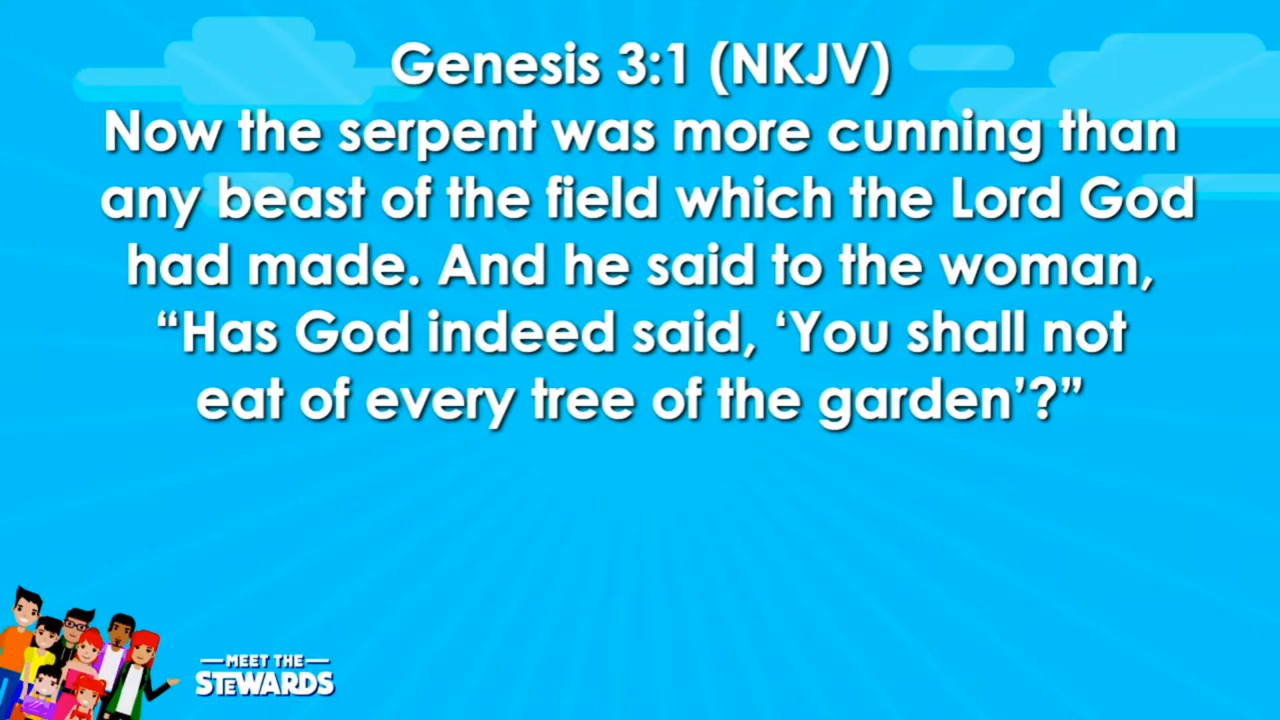 Genesis 3:1 (NKJV)
Now the serpent was more cunning than
any beast of the field which the Lord God
had made. And he said to the woman,
“Has God indeed said, ‘You shall not
eat of every tree of the garden’?”
MEET THE
STEWARDS